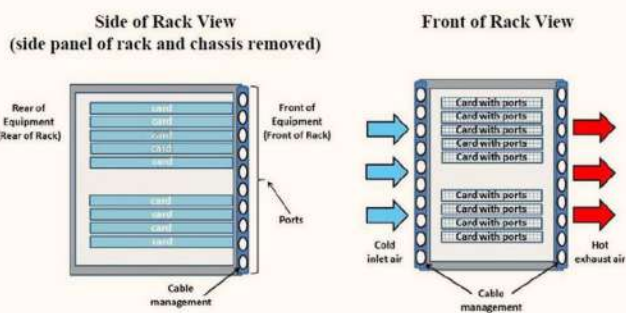 Side of Rack View
(side panel of rack and chassis removed)
Rear of
Equipment
(Rear of Rack)
card
card
card
card
card
card
card
card
card
Front of
Equipment
(Front of Rack)
Ports
Cable
management
Front of Rack View
Card with ports
Card with ports
Card with ports
Card with ports
Card with ports
Card with ports
Card with ports
Card with ports
Card with ports
Cold
inlet air
Hot
exhaust air
Cable
management